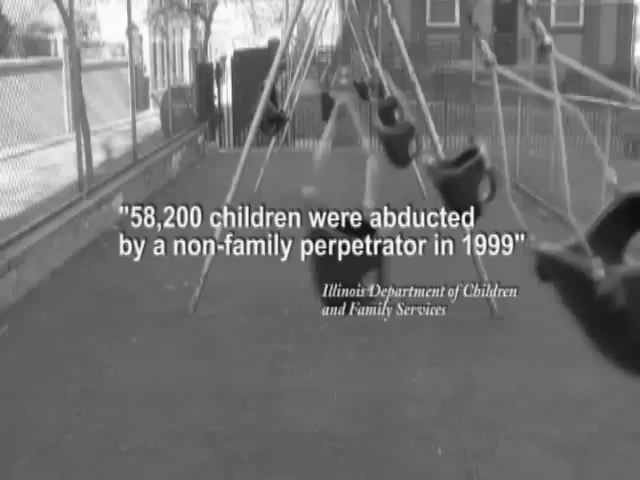 "58,200 children were abducted
by a non-family perpetrator in 1999"
Illinois Department of Children
and Family Services